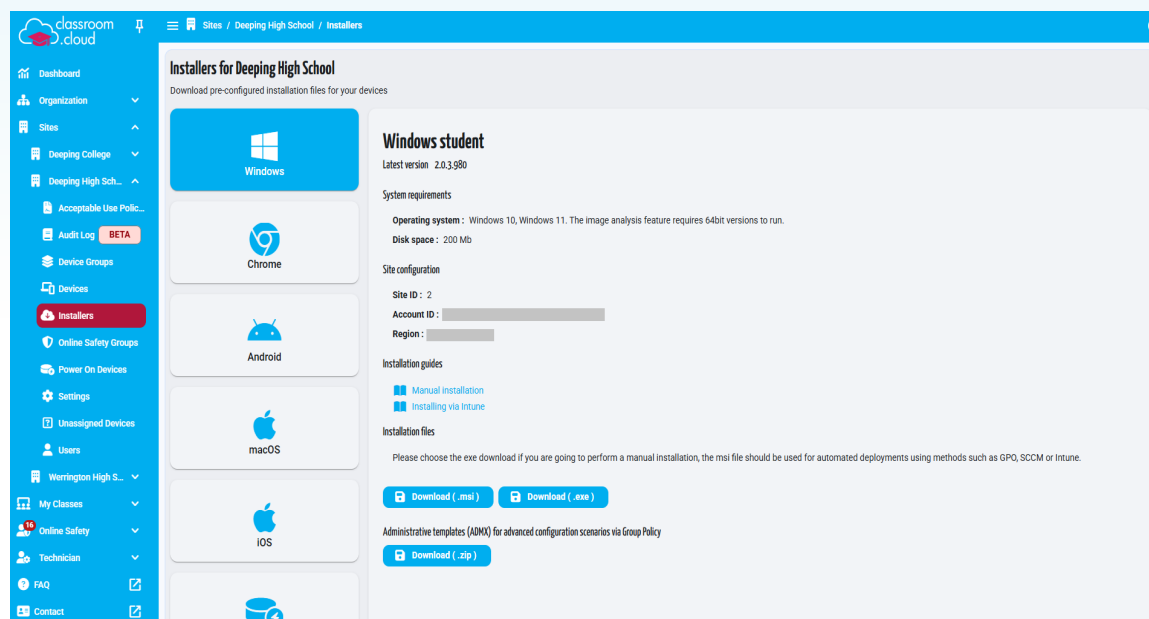 classroom
.cloud
Sites / Deeping High School / Installers
Dashboard
Organization
Sites
Deeping College
Deeping High Sch...
Acceptable Use Polic...
Audit Log BETA
Device Groups
Devices
Installers
Online Safety Groups
Power On Devices
Settings
Unassigned Devices
Users
Werrington High S...
My Classes
16
Online Safety
Technician
FAQ
Contact
Installers for Deeping High School
Download pre-configured installation files for your devices
Windows
Chrome
Android
macOS
iOS
Windows student
Latest version 2.0.3.980
System requirements
Operating system : Windows 10, Windows 11. The image analysis feature requires 64bit versions to run.
Disk space : 200 Mb
Site configuration
Site ID : 2
Account ID :
Region :
Installation guides
Manual installation
Installing via Intune
Installation files
Please choose the exe download if you are going to perform a manual installation, the msi file should be used for automated deployments using methods such as GPO, SCCM or Intune.
Download ( .msi )
Download ( .exe )
Administrative templates (ADMX) for advanced configuration scenarios via Group Policy
Download ( .zip )